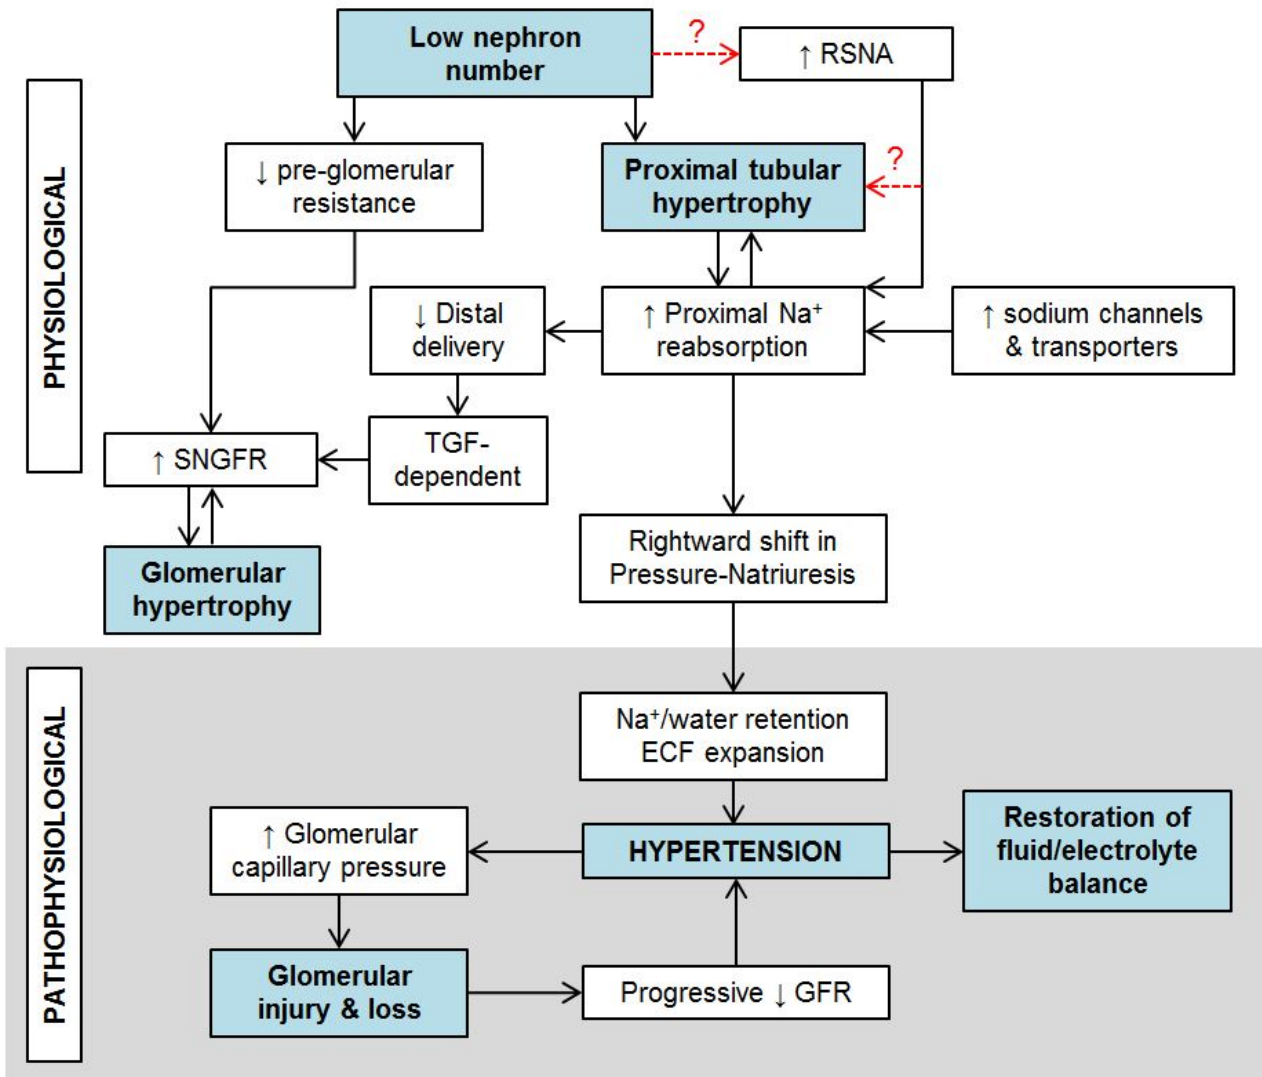 Low nephron
number
?
↑ RSNA
PHYSIOLOGICAL
↓ pre-glomerular
resistance
Proximal tubular
hypertrophy
?
↓ Distal
delivery
↑ Proximal Na⁺
reabsorption
↑ sodium channels
& transporters
↑ SNGFR
TGF-
dependent
Glomerular
hypertrophy
Rightward shift in
Pressure-Natriuresis
PATHOPHYSIOLOGICAL
Na⁺/water retention
ECF expansion
↑ Glomerular
capillary pressure
HYPERTENSION
Restoration of
fluid/electrolyte
balance
Glomerular
injury & loss
Progressive ↓ GFR